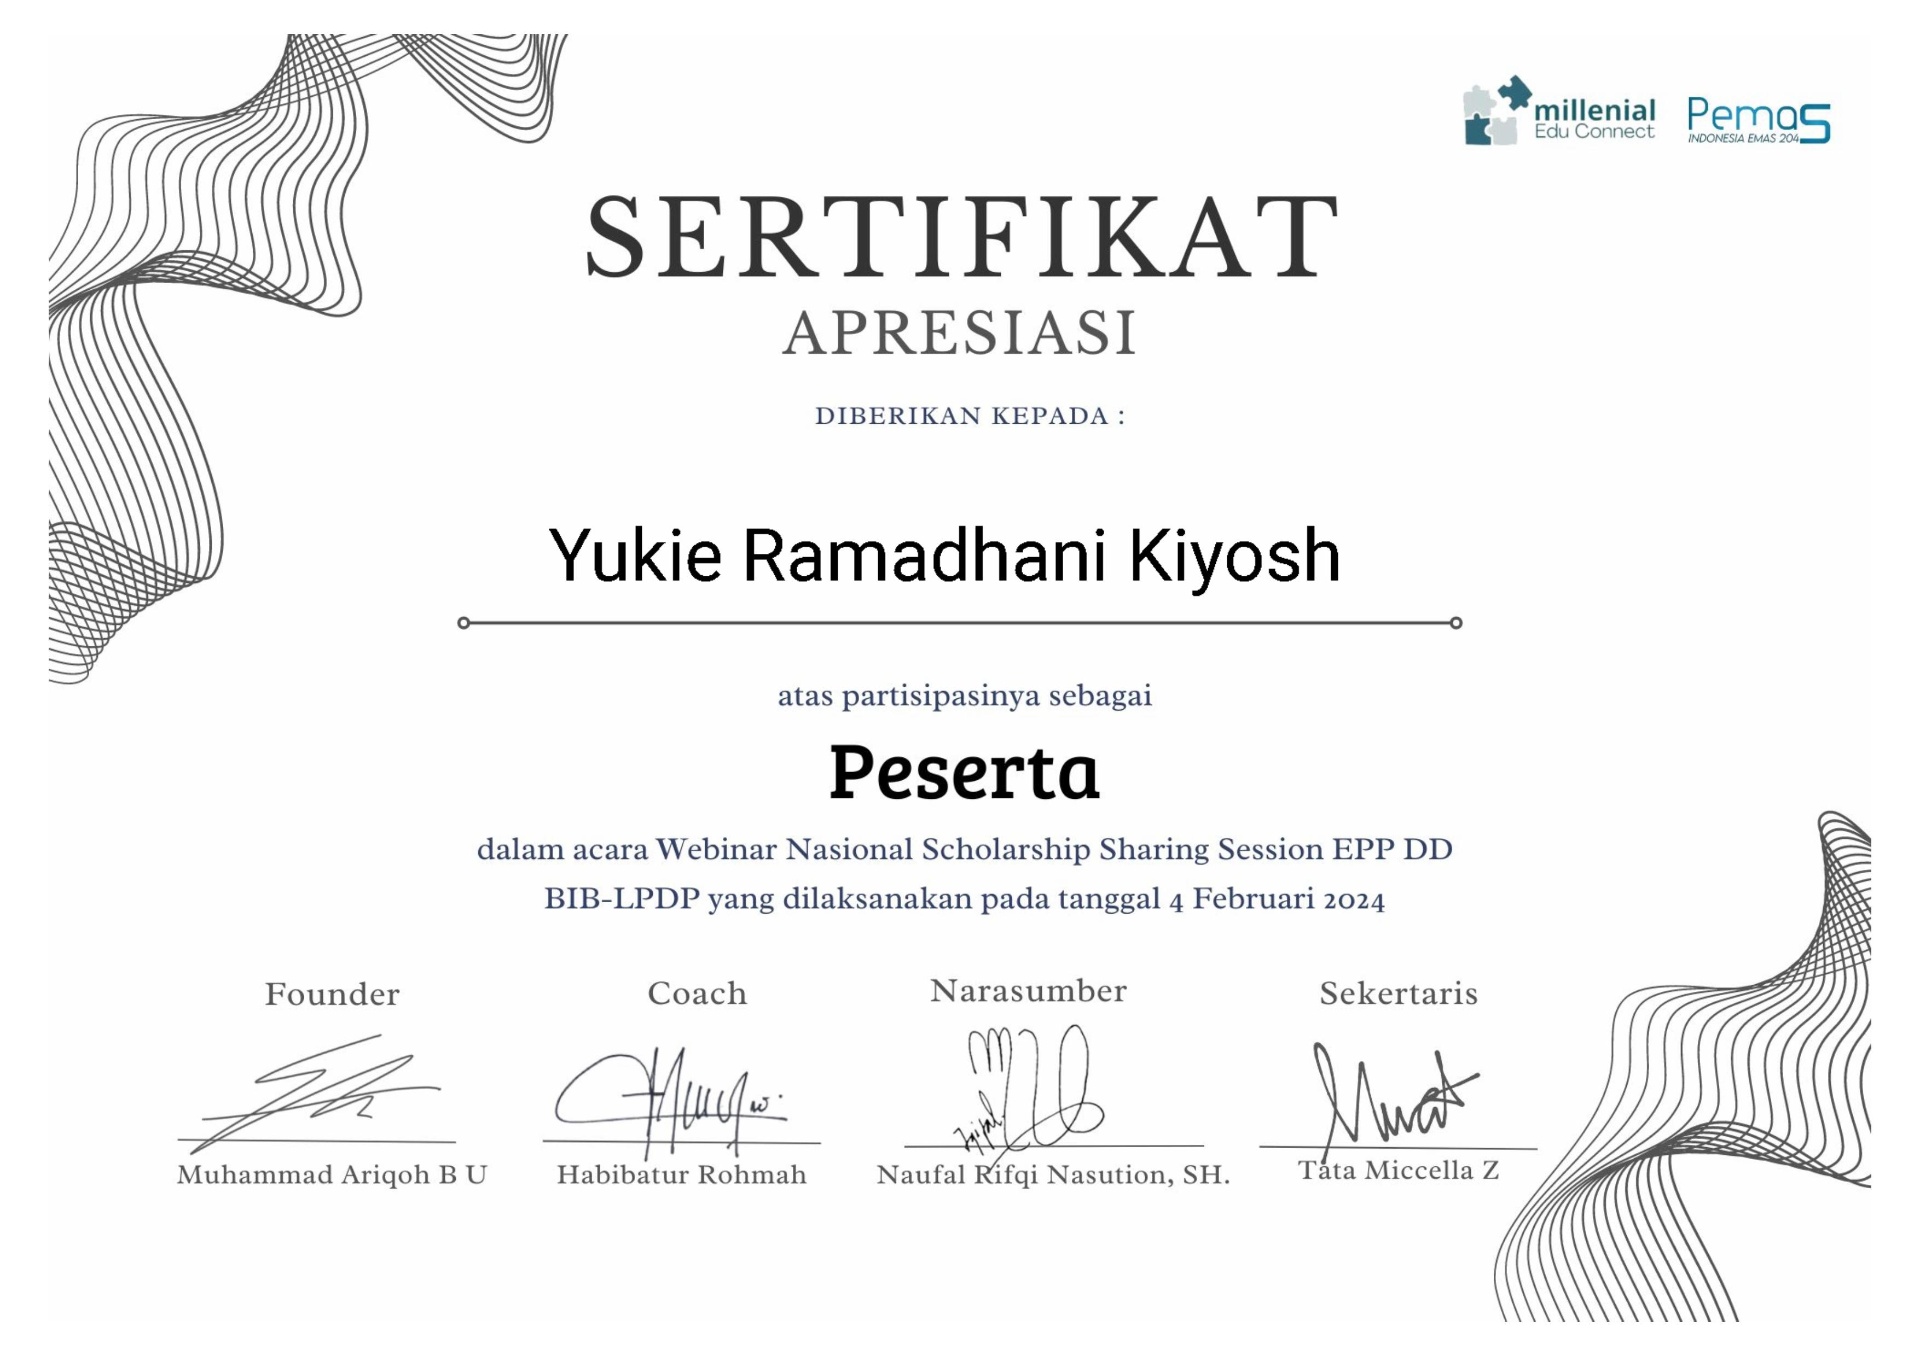 millenial
Edu Connect
PemaS
INDONESIA EMAS 204
SERTIFIKAT
APRESIASI
DIBERIKAN KEPADA :
Yukie Ramadhani Kiyosh
atas partisipasinya sebagai
Peserta
dalam acara Webinar Nasional Scholarship Sharing Session EPP DD
BIB-LPDP yang dilaksanakan pada tanggal 4 Februari 2024
Founder
Coach
Narasumber
Sekertaris
Muhammad Ariqoh B U
Habibatur Rohmah
Naufal Rifqi Nasution, SH.
Tata Miccella Z